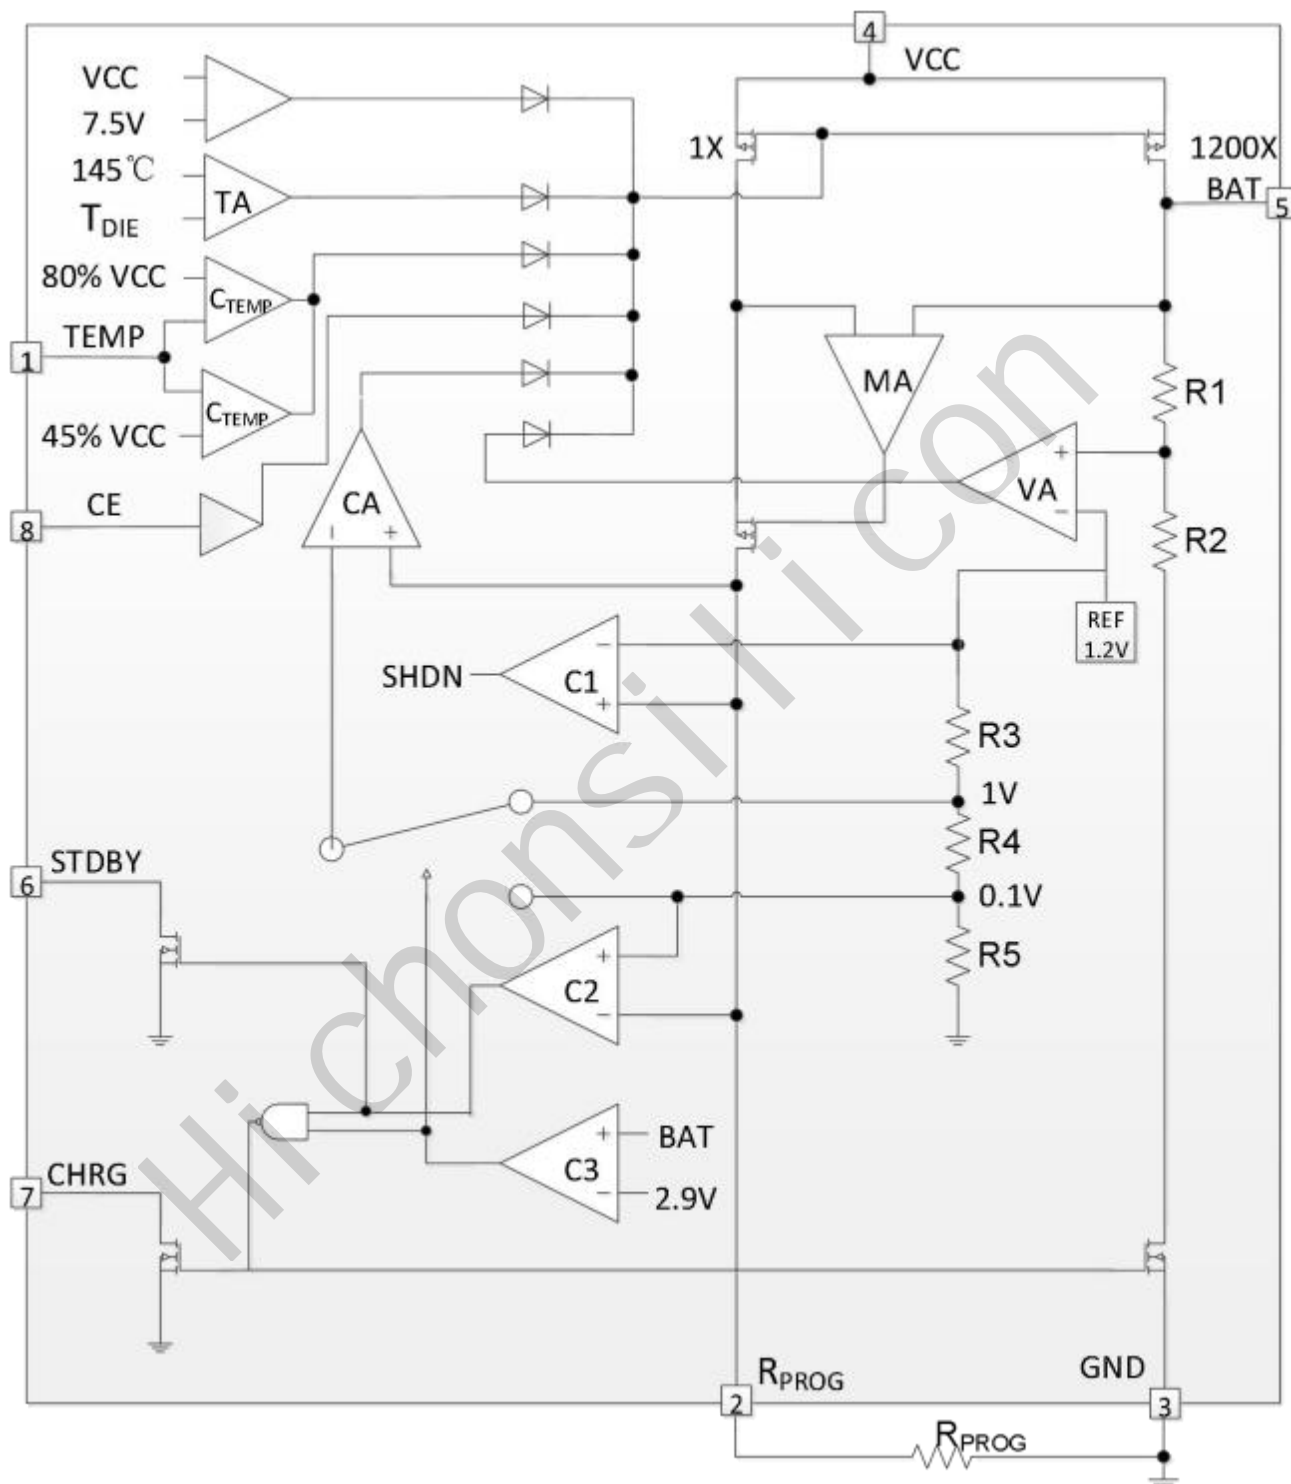 4
VCC
VCC
7.5V
1X
1200X
145℃
TA
BAT
5
TDIE
80% VCC
CTEMP
TEMP
1
MA
R1
CTEMP
45% VCC
+
CE
CA
VA
8
−
+
−
R2
REF
1.2V
−
SHDN
C1
+
R3
1V
R4
STDBY
6
0.1V
+
R5
C2
−
+
BAT
C3
CHRG
7
−
2.9V
RPROG
GND
2
3
RPROG
Hichonsilicon